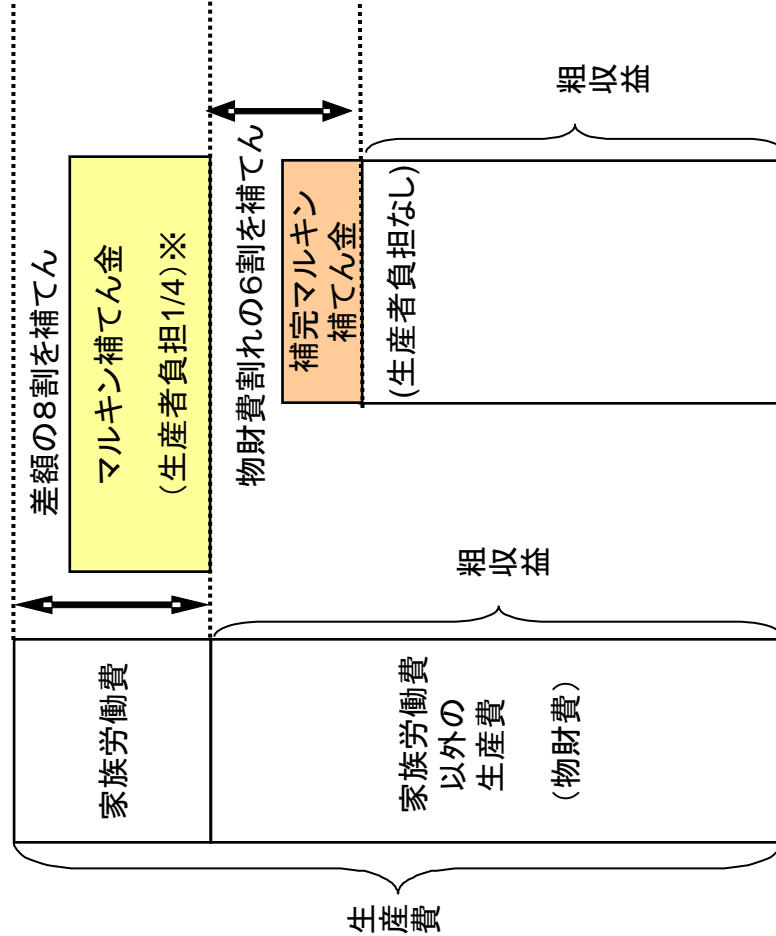 生産費
家族労働費
家族労働費
以外の
生産費
（物財費）
粗収益
差額の8割を補てん
マルキン補てん金
（生産者負担1/4）※
物財費割れの6割を補てん
補完マルキン
補てん金
(生産者負担なし)
粗収益